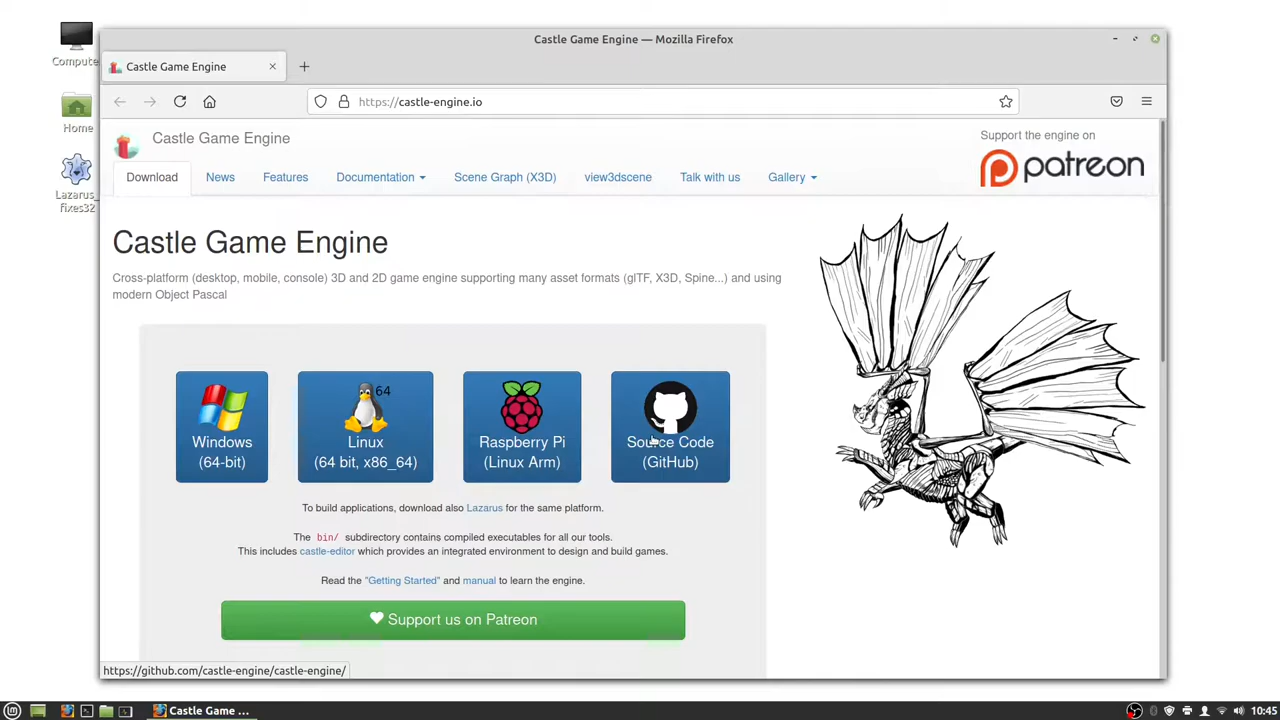 Castle Game Engine — Mozilla Firefox
Computer
Castle Game Engine
https://castle-engine.io
Home
Castle Game Engine
Support the engine on
patreon
Download News Features Documentation Scene Graph (X3D) view3dscene Talk with us Gallery
Lazarus_
fixes32
Castle Game Engine
Cross-platform (desktop, mobile, console) 3D and 2D game engine supporting many asset formats (glTF, X3D, Spine...) and using
modern Object Pascal
64
Windows
(64-bit)
Linux
(64 bit, x86_64)
Raspberry Pi
(Linux Arm)
Source Code
(GitHub)
To build applications, download also Lazarus for the same platform.
The bin/ subdirectory contains compiled executables for all our tools.
This includes castle-editor which provides an integrated environment to design and build games.
Read the "Getting Started" and manual to learn the engine.
Support us on Patreon
https://github.com/castle-engine/castle-engine/
Castle Game ...
10:45